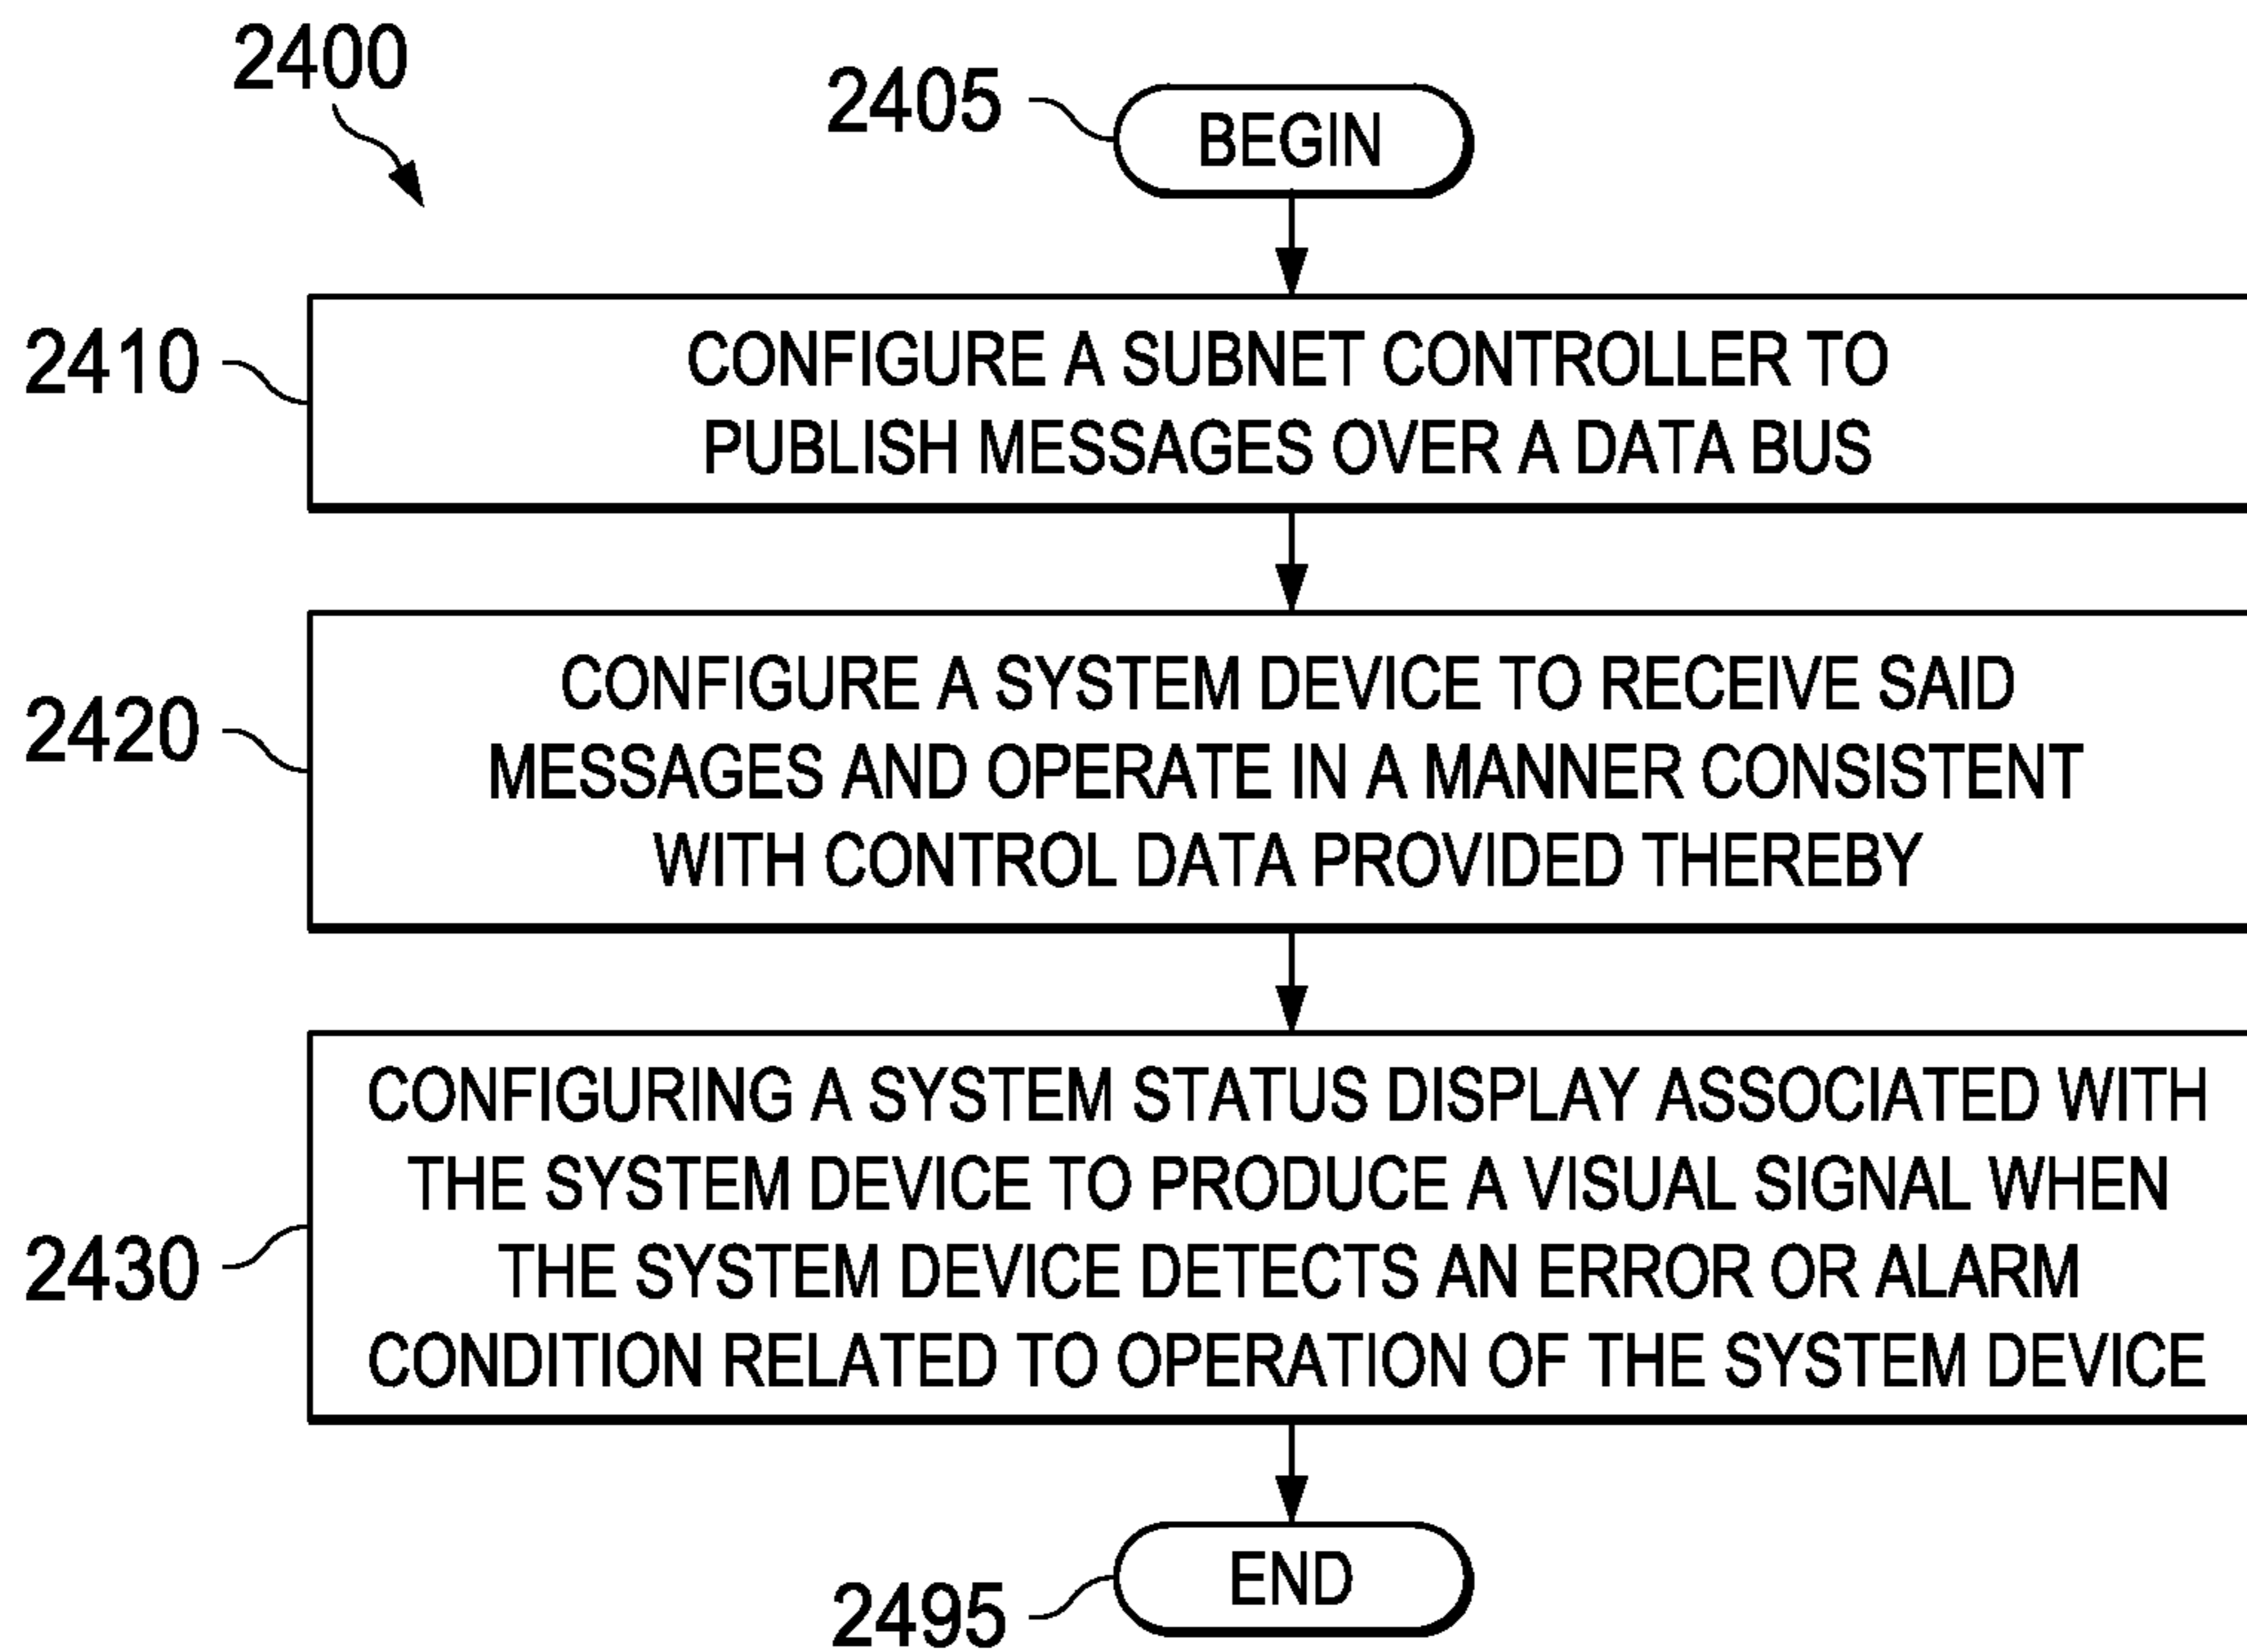 2400
2405
BEGIN
2410
CONFIGURE A SUBNET CONTROLLER TO
PUBLISH MESSAGES OVER A DATA BUS
2420
CONFIGURE A SYSTEM DEVICE TO RECEIVE SAID
MESSAGES AND OPERATE IN A MANNER CONSISTENT
WITH CONTROL DATA PROVIDED THEREBY
2430
CONFIGURING A SYSTEM STATUS DISPLAY ASSOCIATED WITH
THE SYSTEM DEVICE TO PRODUCE A VISUAL SIGNAL WHEN
THE SYSTEM DEVICE DETECTS AN ERROR OR ALARM
CONDITION RELATED TO OPERATION OF THE SYSTEM DEVICE
END
2495